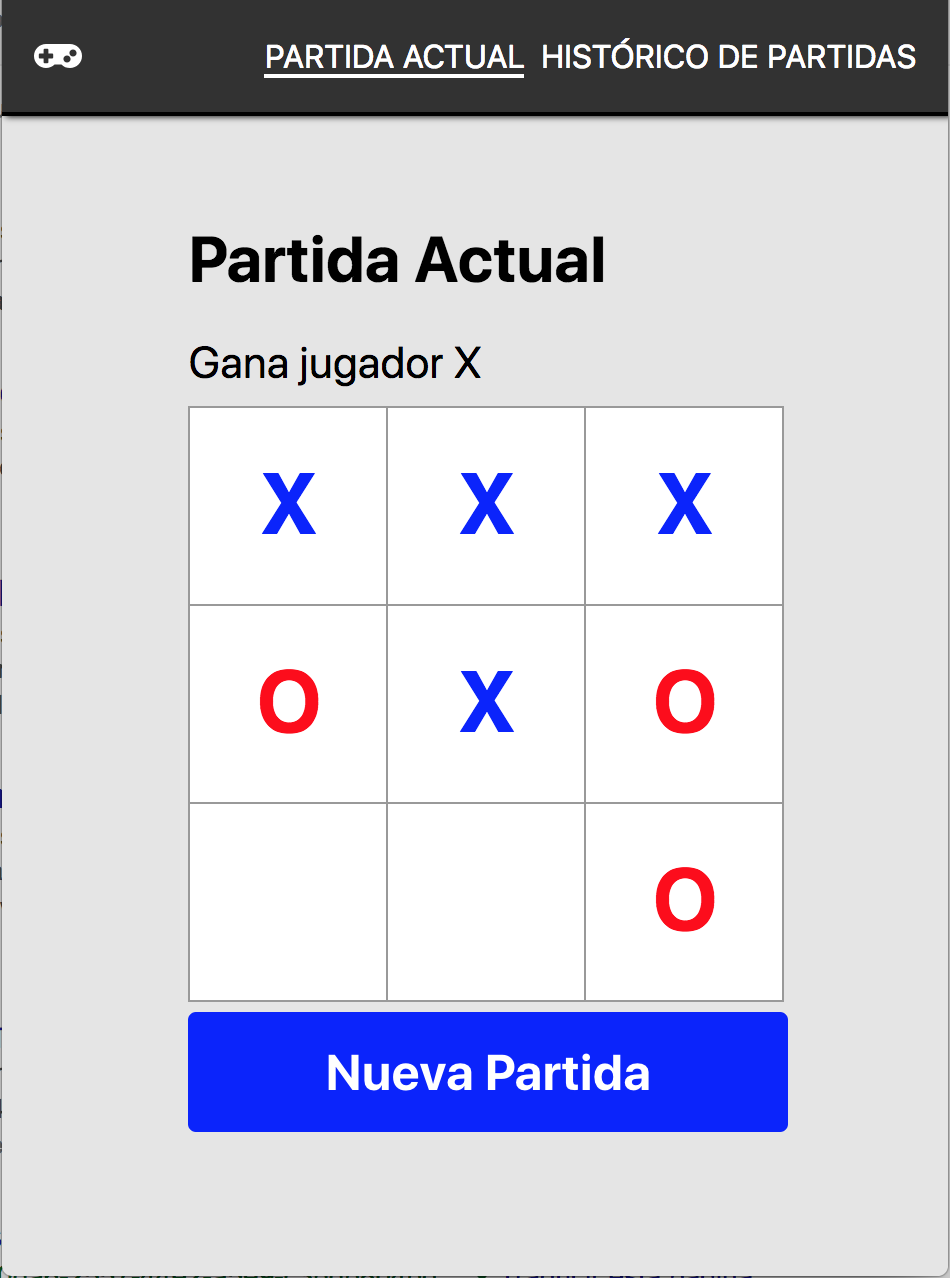 PARTIDA ACTUAL HISTÓRICO DE PARTIDAS
Partida Actual
Gana jugador X
X X X
O X O
O
Nueva Partida